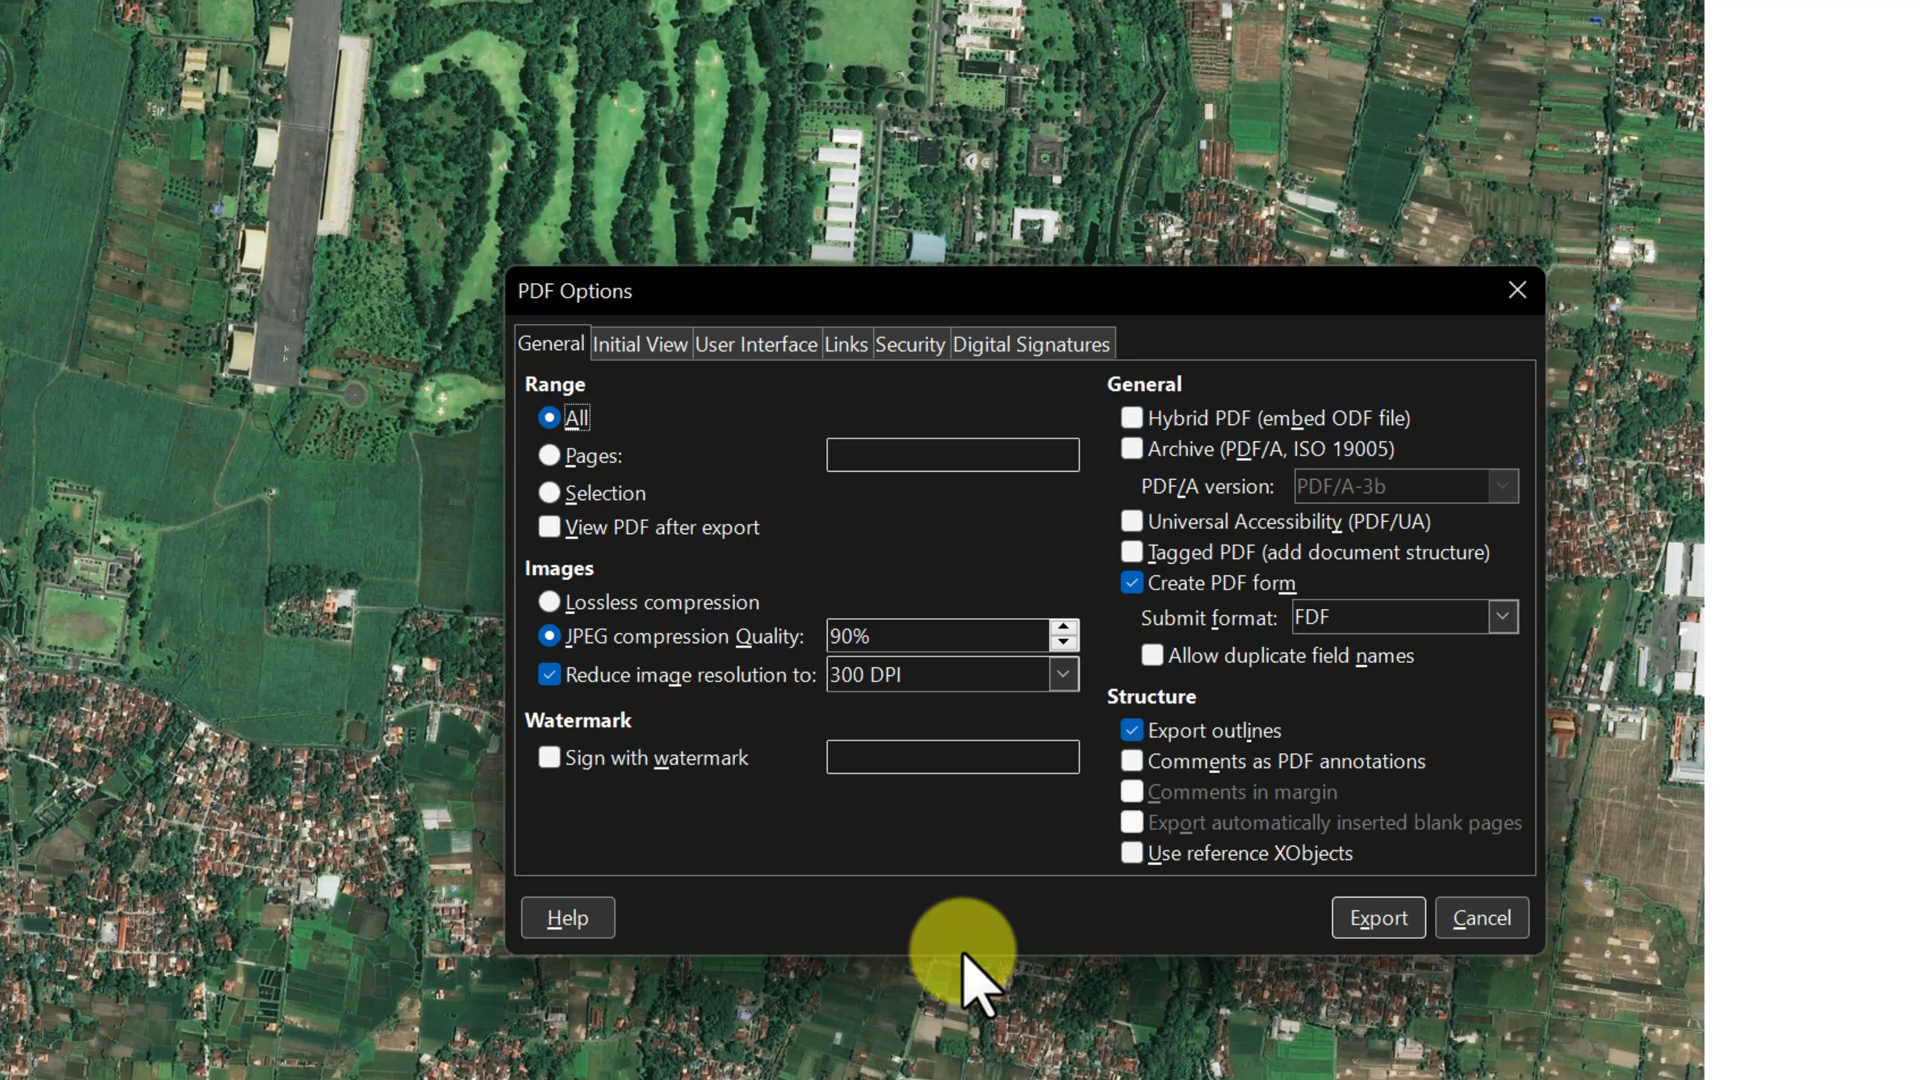 PDF Options
General Initial View User Interface Links Security Digital Signatures
Range
All
Pages:
Selection
View PDF after export
Images
Lossless compression
JPEG compression Quality: 90%
Reduce image resolution to: 300 DPI
Watermark
Sign with watermark
General
Hybrid PDF (embed ODF file)
Archive (PDF/A, ISO 19005)
PDF/A version: PDF/A-3b
Universal Accessibility (PDF/UA)
Tagged PDF (add document structure)
Create PDF form
Submit format: FDF
Allow duplicate field names
Structure
Export outlines
Comments as PDF annotations
Comments in margin
Export automatically inserted blank pages
Use reference XObjects
Help Export Cancel